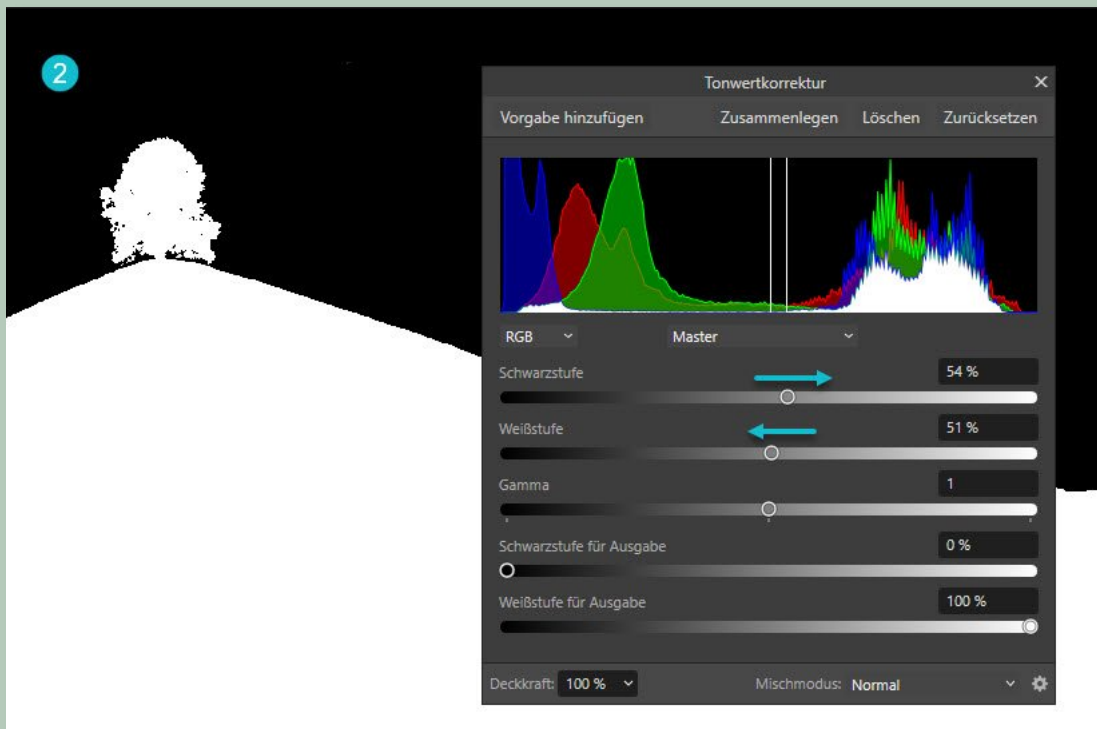 2
Tonwertkorrektur
Vorgabe hinzufügen Zusammenlegen Löschen Zurücksetzen
RGB Master
Schwarzstufe 54 %
Weißstufe 51 %
Gamma 1
Schwarzstufe für Ausgabe 0 %
Weißstufe für Ausgabe 100 %
Deckkraft: 100 % Mischmodus: Normal